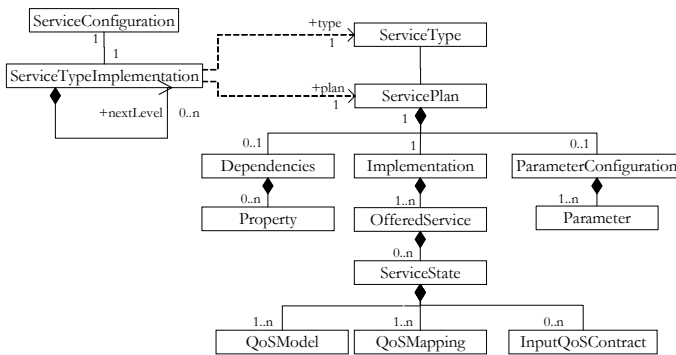 ServiceConfiguration
1
1
ServiceTypeImplementation
+nextLevel
0..n
+type
1
ServiceType
+plan
1
ServicePlan
1
0..1
1
0..1
Dependencies
Implementation
ParameterConfiguration
0..n
1..n
1..n
Property
OfferedService
Parameter
0..n
ServiceState
1..n
1..n
0..n
QoSModel
QoSMapping
InputQoSContract